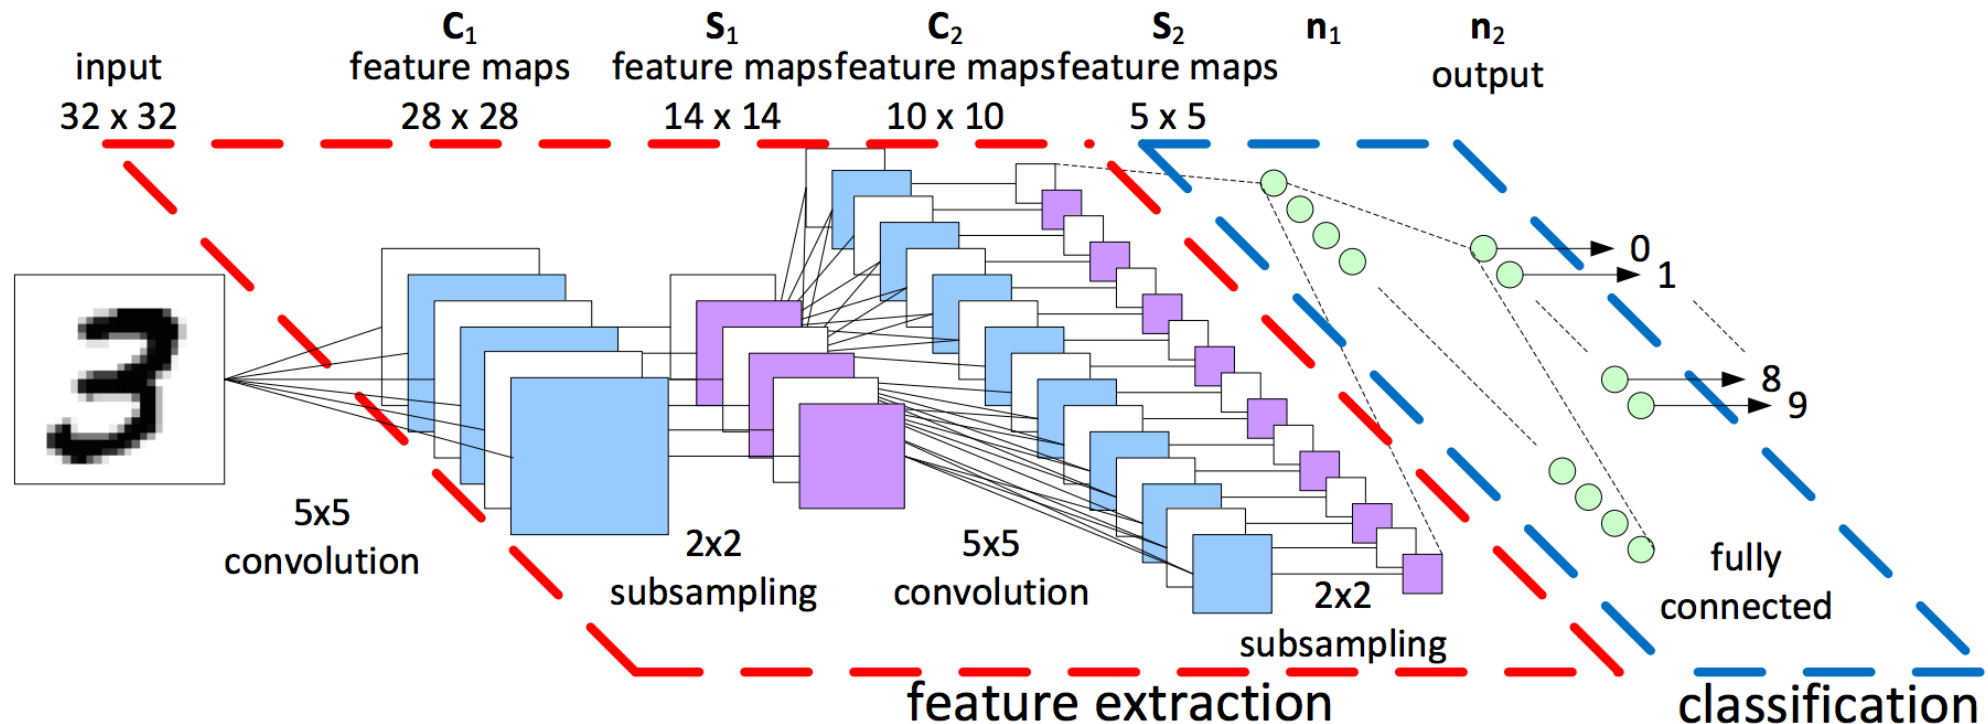 input
32 x 32
C1
feature maps
28 x 28
S1
feature maps
14 x 14
C2
feature maps
10 x 10
S2
feature maps
5 x 5
n1
n2
output
0
1
8
9
3
5x5
convolution
2x2
subsampling
5x5
convolution
2x2
subsampling
fully
connected
feature extraction
classification